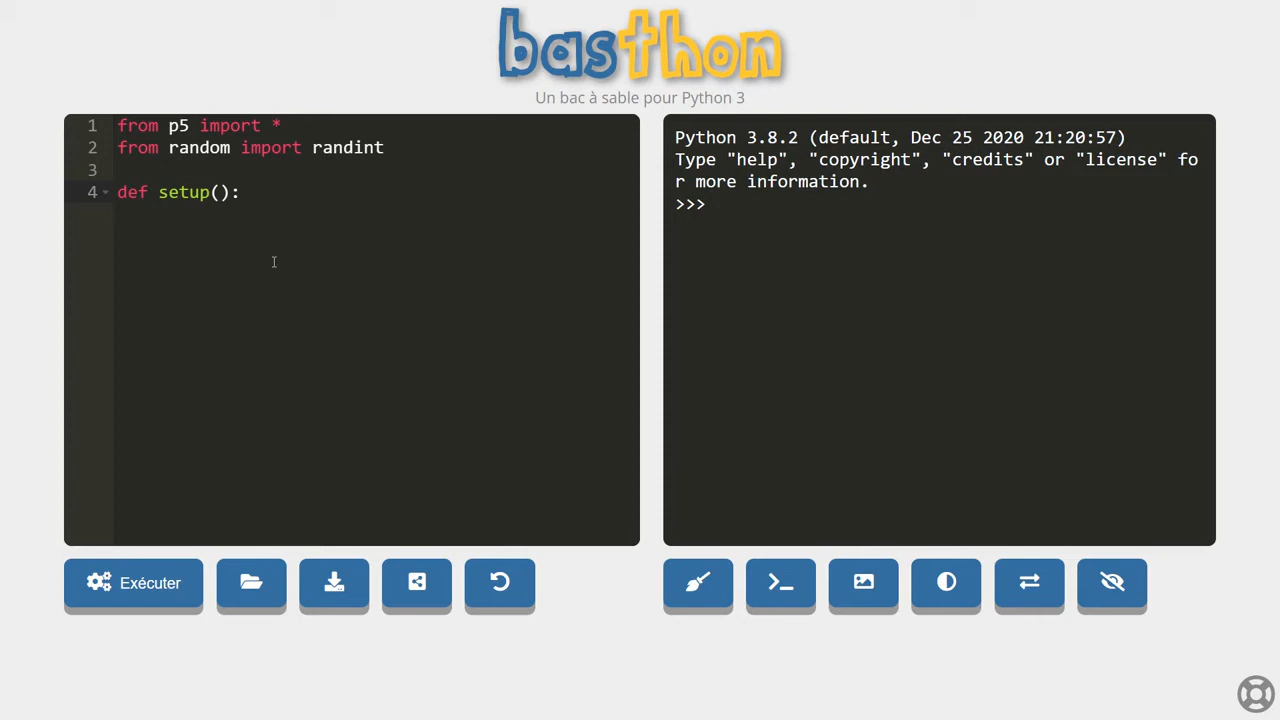 basthon
Un bac à sable pour Python 3
1 from p5 import *
2 from random import randint
3
4 def setup():
Python 3.8.2 (default, Dec 25 2020 21:20:57)
Type "help", "copyright", "credits" or "license" fo
r more information.
>>>
Exécuter